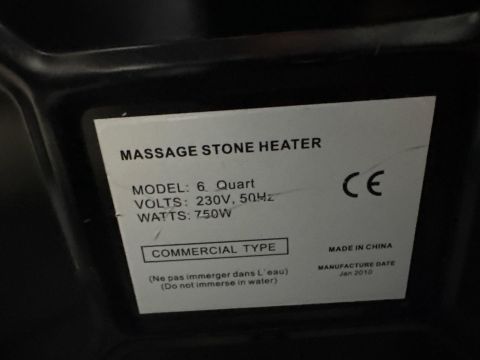 MASSAGE STONE HEATER
MODEL: 6 Quart
VOLTS: 230V, 50Hz
WATTS: 750W
CE
COMMERCIAL TYPE
MADE IN CHINA
(Ne pas immerger dans L'eau)
(Do not immerse in water)
MANUFACTURE DATE
Jan 2010